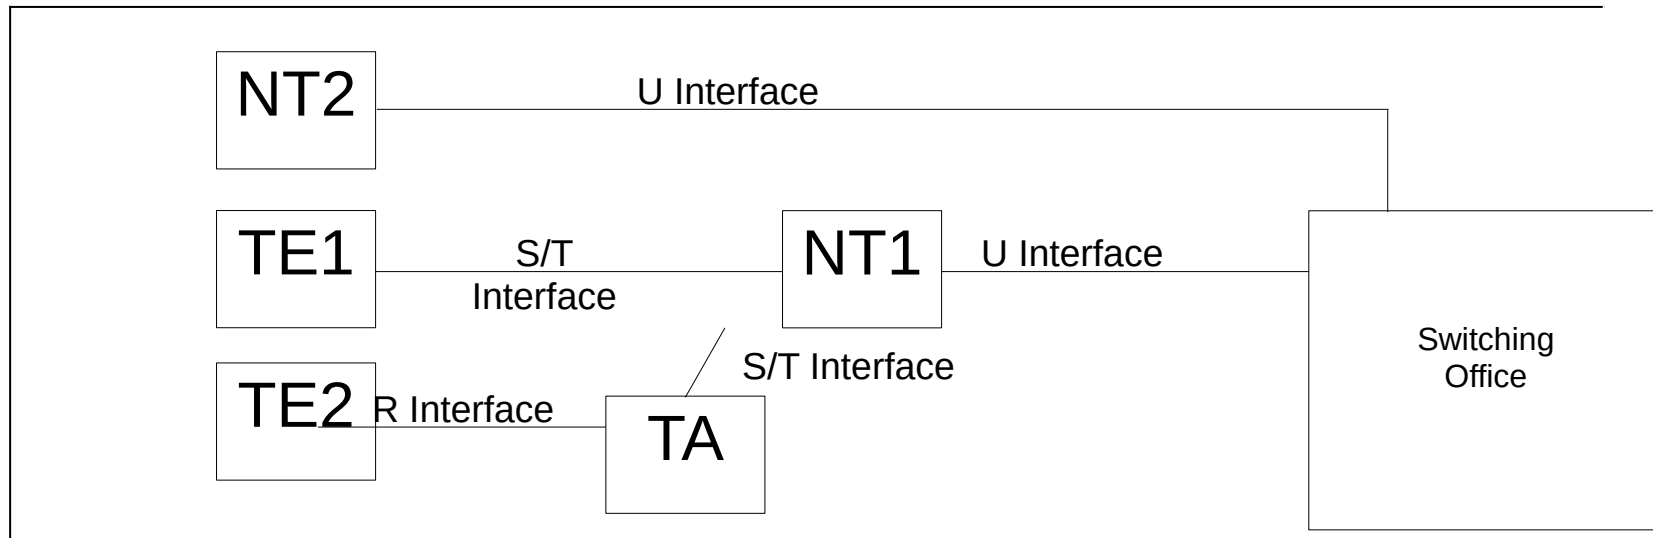 NT2
U Interface
TE1
S/T
Interface
NT1
U Interface
Switching
Office
S/T Interface
TE2
R Interface
TA